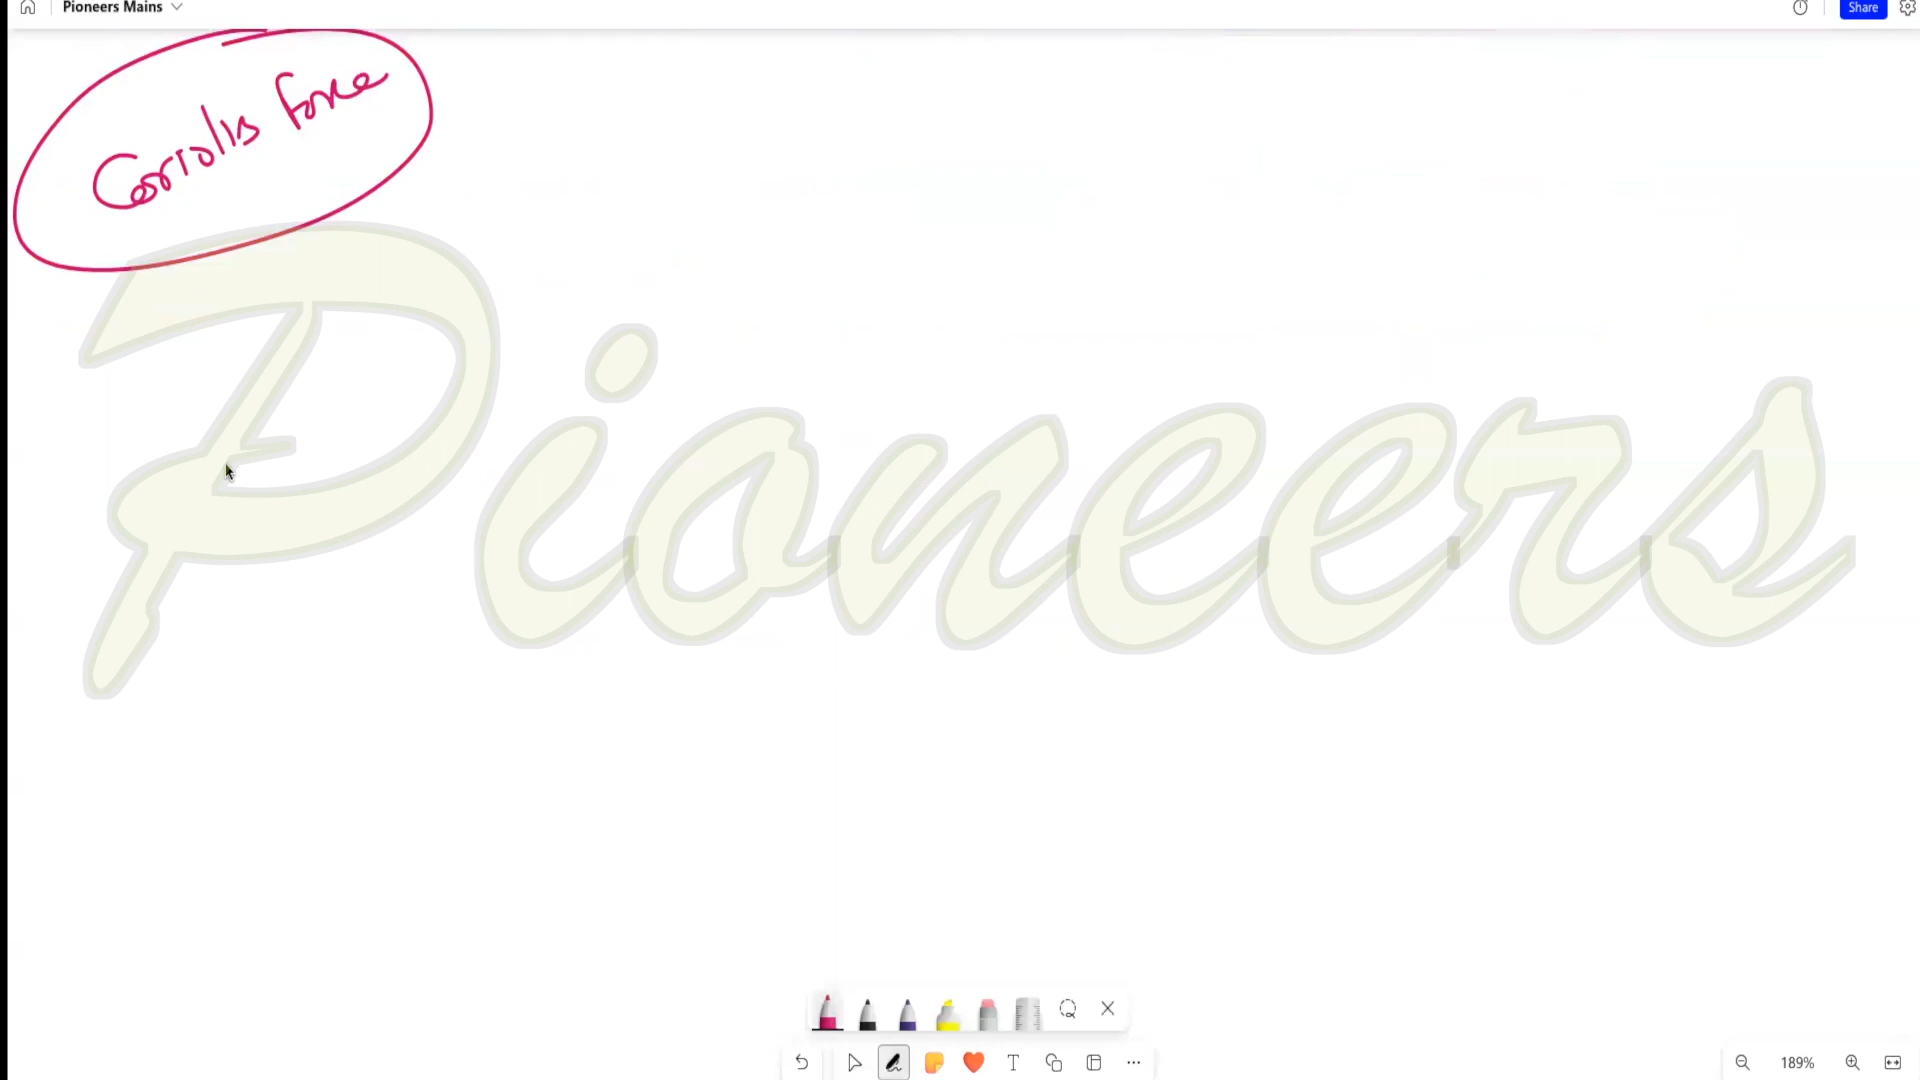 Pioneers Mains
Share
Coriolis Force
Pioneers
189%